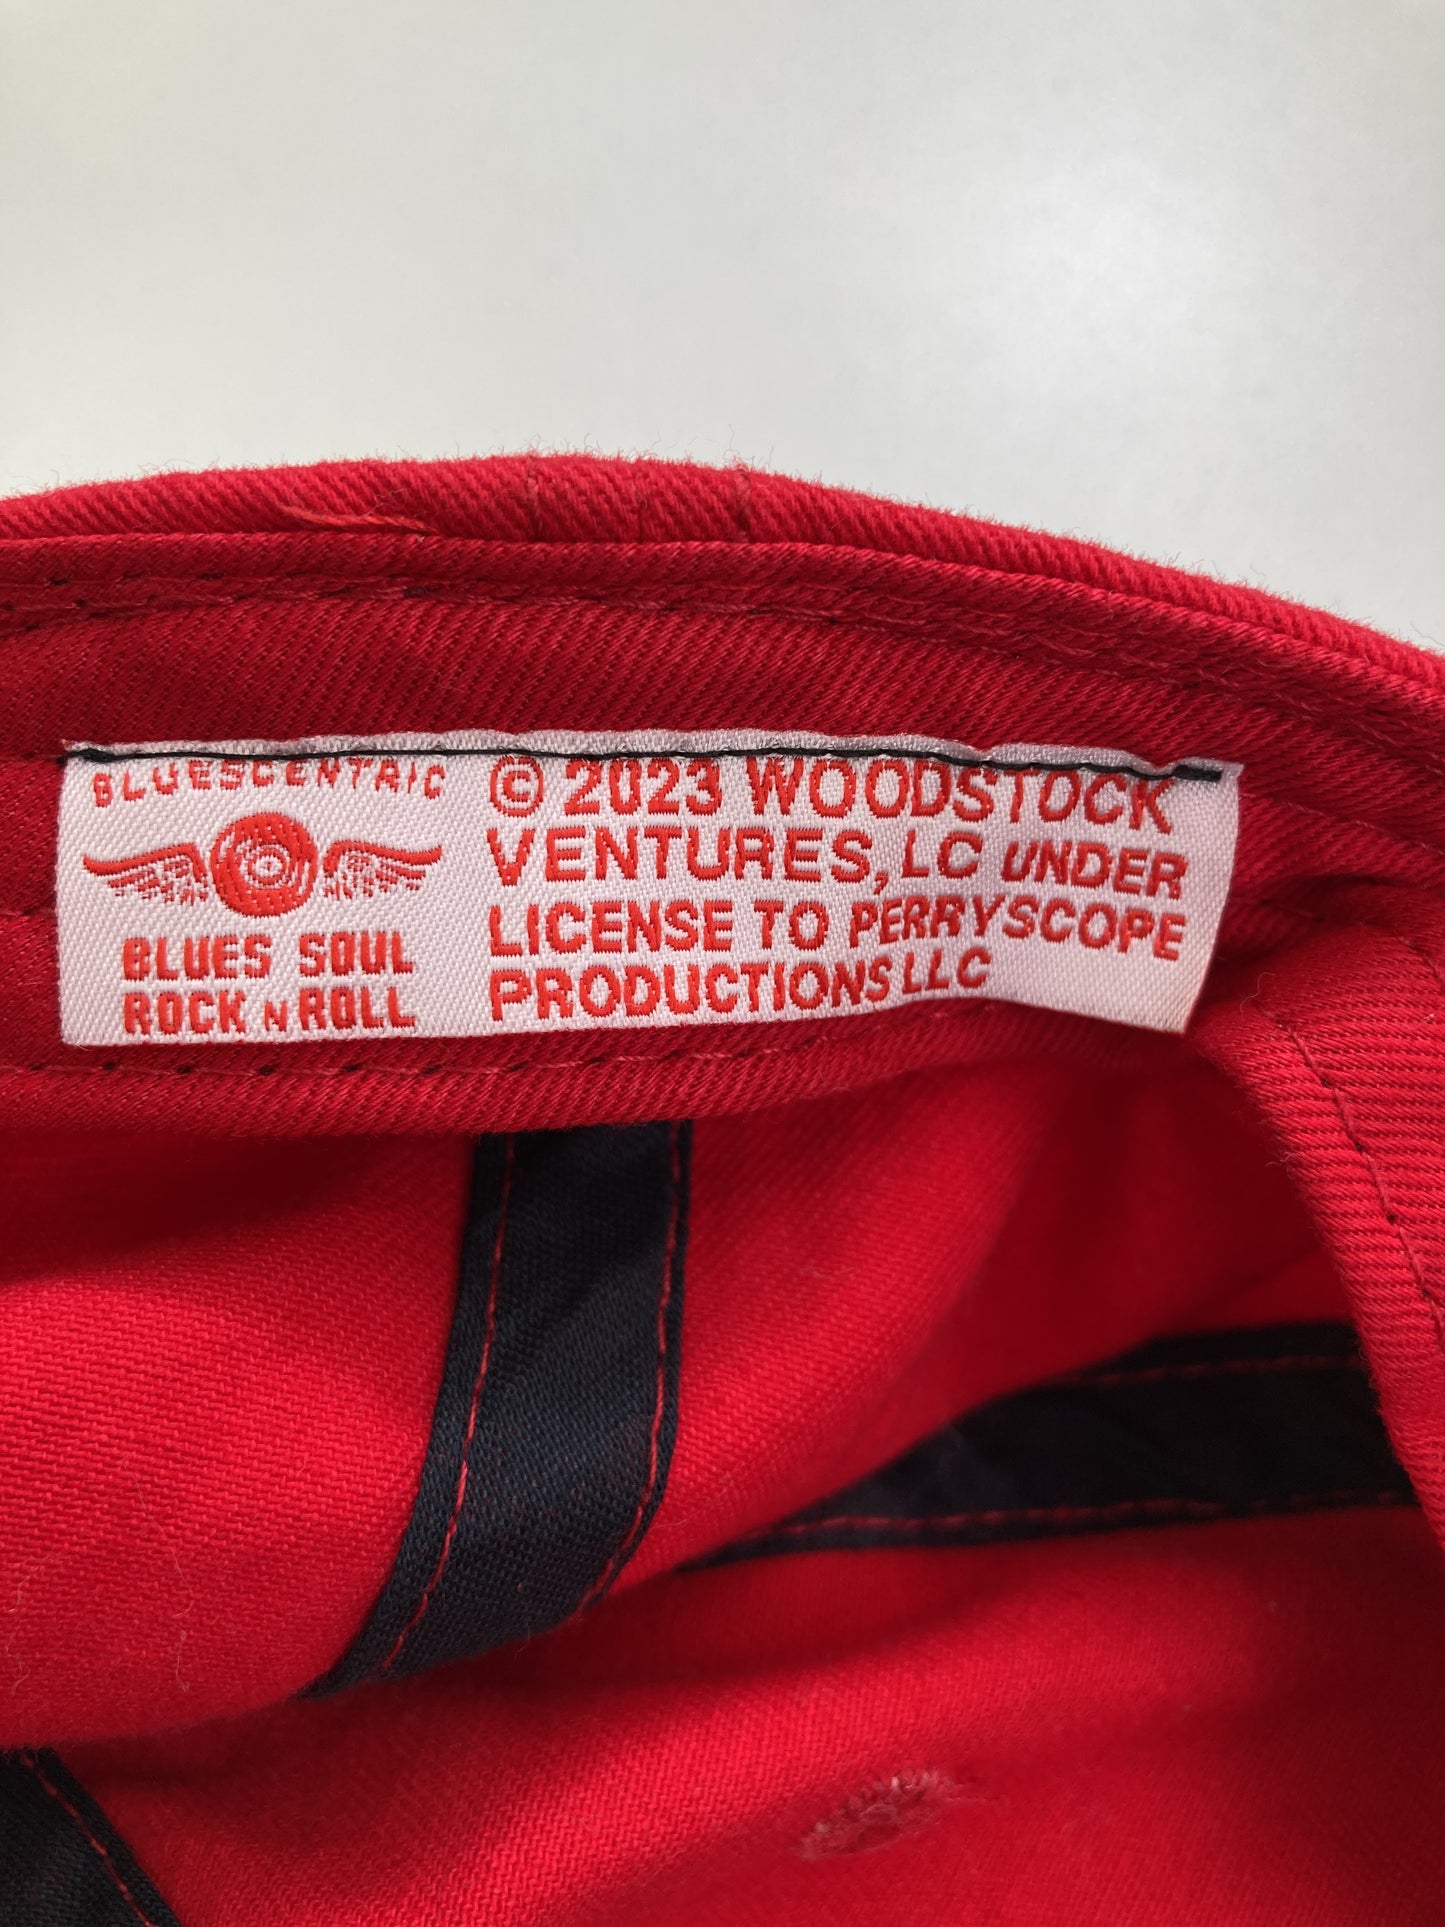 BLUESCENTRIC
BLUES SOUL
ROCK N ROLL
© 2023 WOODSTOCK
VENTURES, LC UNDER
LICENSE TO PERRYSCOPE
PRODUCTIONS LLC